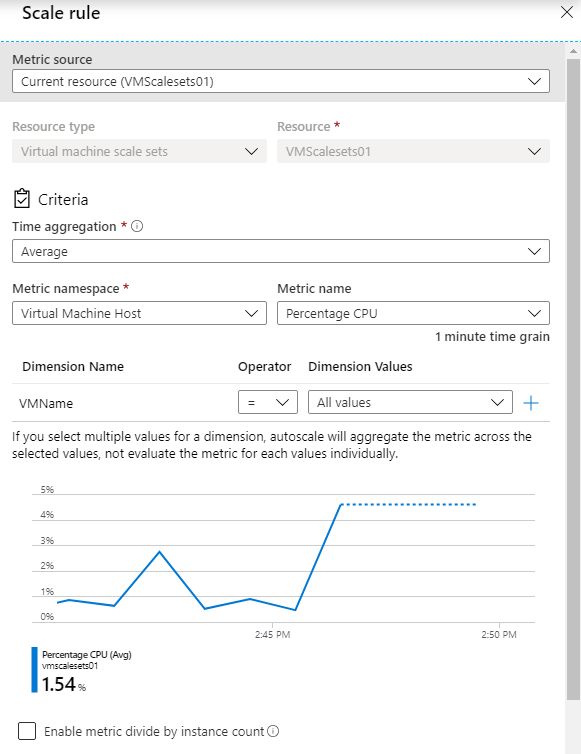 Scale rule
Metric source
Current resource (VMScalesets01)
Resource type
Resource *
Virtual machine scale sets
VMScalesets01
Criteria
Time aggregation *
Average
Metric namespace *
Metric name
Virtual Machine Host
Percentage CPU
1 minute time grain
Dimension Name
Operator
Dimension Values
VMName
=
All values
If you select multiple values for a dimension, autoscale will aggregate the metric across the
selected values, not evaluate the metric for each values individually.
5%
4%
3%
2%
1%
0%
2:45 PM
2:50 PM
Percentage CPU (Avg)
vmscalesets01
1.54 %
Enable metric divide by instance count